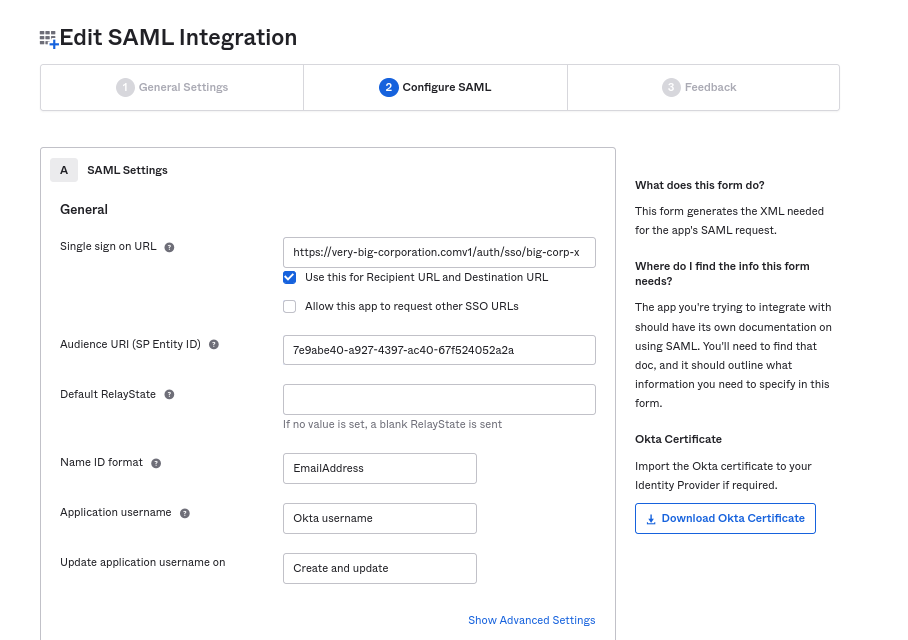 Edit SAML Integration
1 General Settings
2 Configure SAML
3 Feedback
A SAML Settings
General
Single sign on URL ?
https://very-big-corporation.comv1/auth/sso/big-corp-x
Use this for Recipient URL and Destination URL
Allow this app to request other SSO URLs
Audience URI (SP Entity ID) ?
7e9abe40-a927-4397-ac40-67f524052a2a
Default RelayState ?
If no value is set, a blank RelayState is sent
Name ID format ?
EmailAddress
Application username ?
Okta username
Update application username on
Create and update
Show Advanced Settings
What does this form do?
This form generates the XML needed
for the app's SAML request.
Where do I find the info this form
needs?
The app you're trying to integrate with
should have its own documentation on
using SAML. You'll need to find that
doc, and it should outline what
information you need to specify in this
form.
Okta Certificate
Import the Okta certificate to your
Identity Provider if required.
Download Okta Certificate